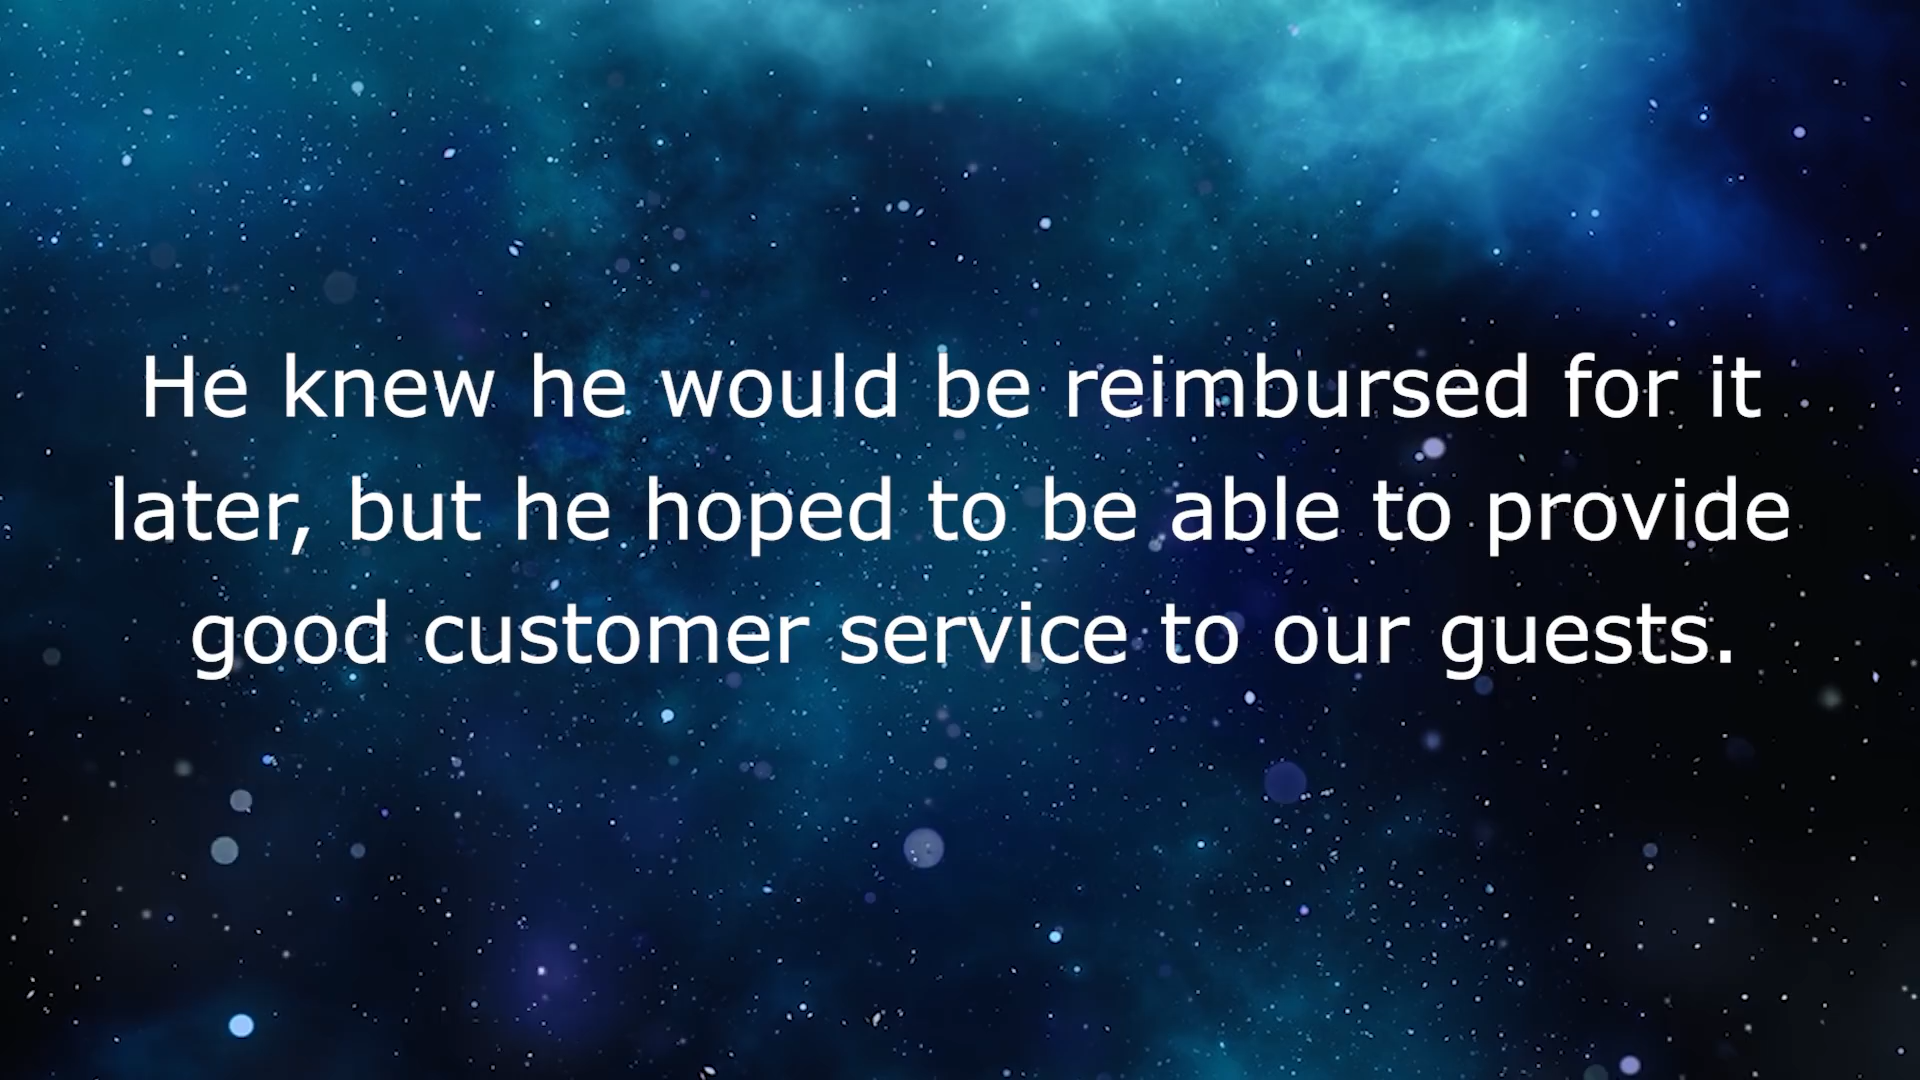 He knew he would be reimbursed for it
later, but he hoped to be able to provide
good customer service to our guests.